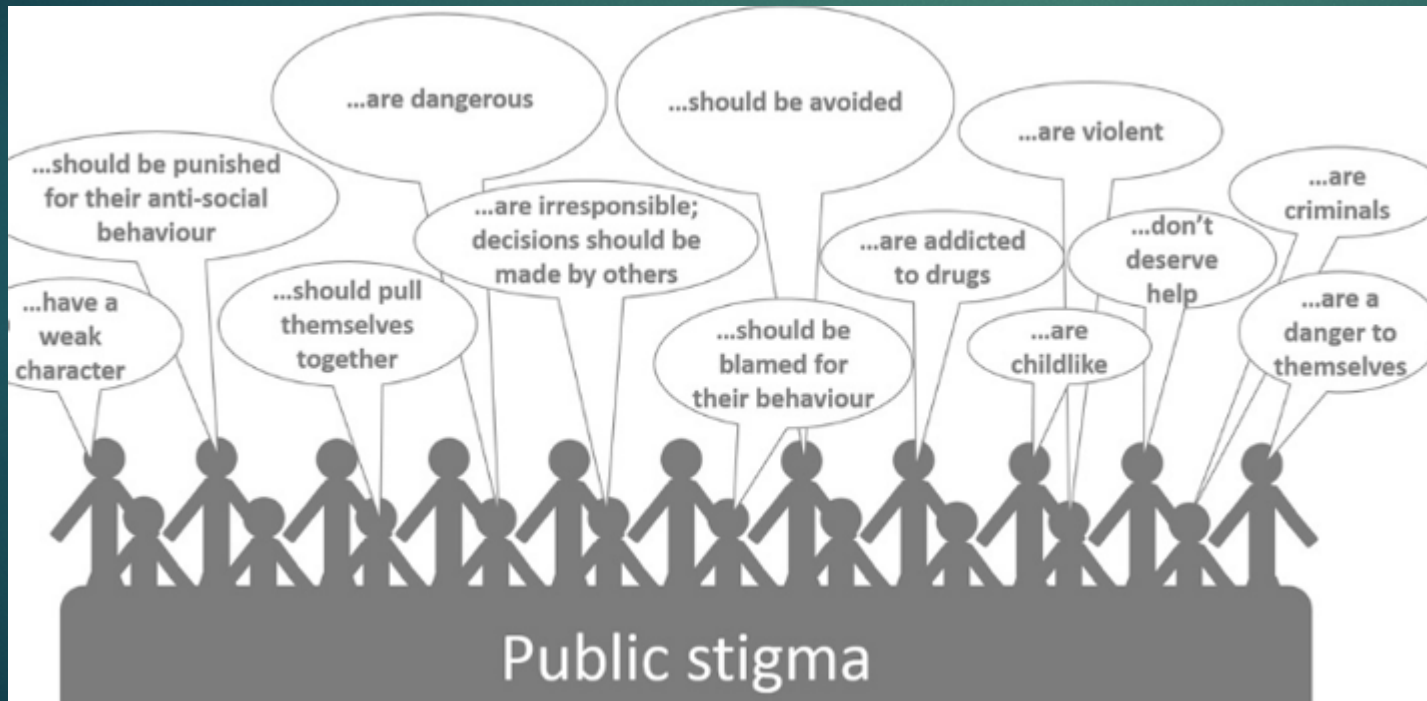 ...are dangerous
...should be avoided
...are violent
...should be punished
for their anti-social
behaviour
...are irresponsible;
decisions should be
made by others
...are addicted
to drugs
...don't
deserve
help
...are
criminals
...have a
weak
character
...should pull
themselves
together
...should be
blamed for
their behaviour
...are
childlike
...are a
danger to
themselves
Public stigma